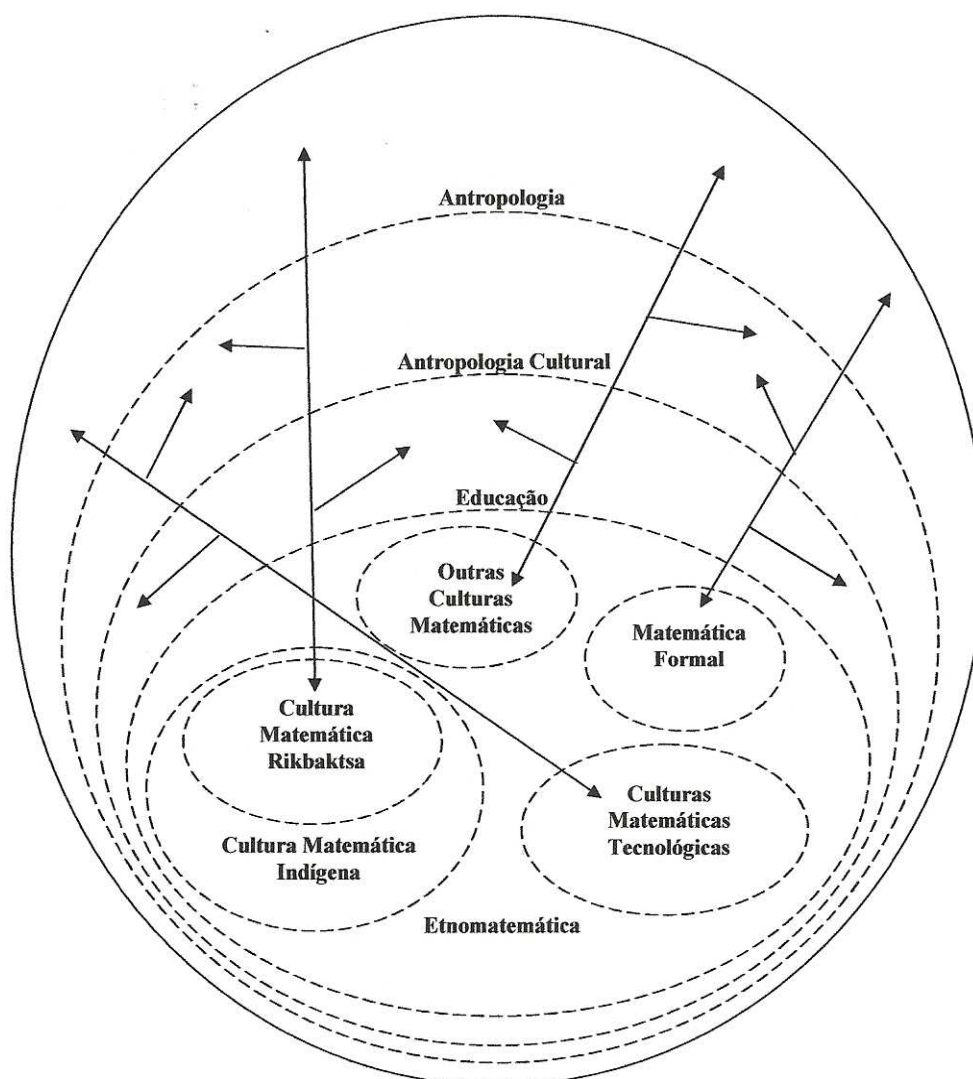 Antropologia
Antropologia Cultural
Educação
Outras
Culturas
Matemáticas
Matemática
Formal
Cultura
Matemática
Rikbaktsa
Cultura Matemática
Indígena
Culturas
Matemáticas
Tecnológicas
Etnomatemática